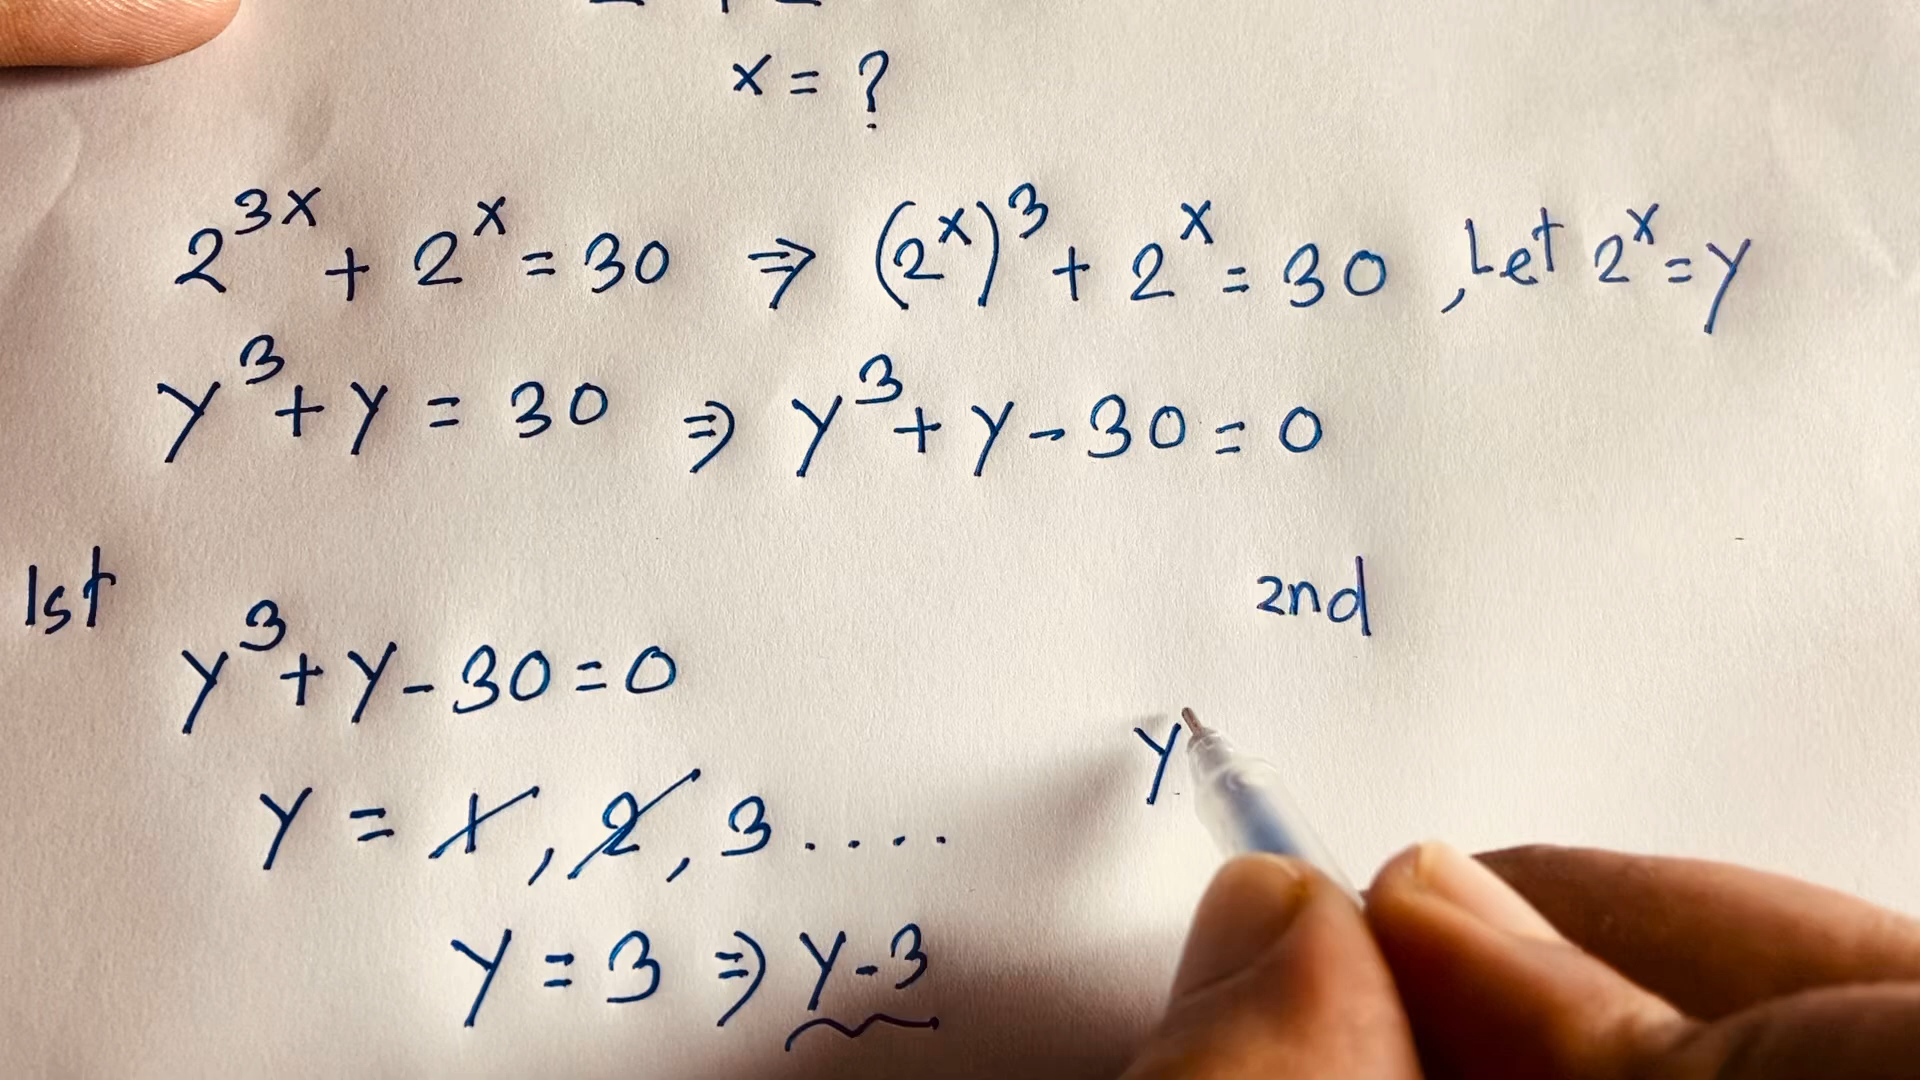 x = ?
2^{3x} + 2^x = 30 ⇒ (2^x)^3 + 2^x = 30 , Let 2^x = y
y^3 + y = 30 ⇒ y^3 + y - 30 = 0
1st
y^3 + y - 30 = 0
y = 1, 2, 3 ....
y = 3 ⇒ y - 3
2nd
y